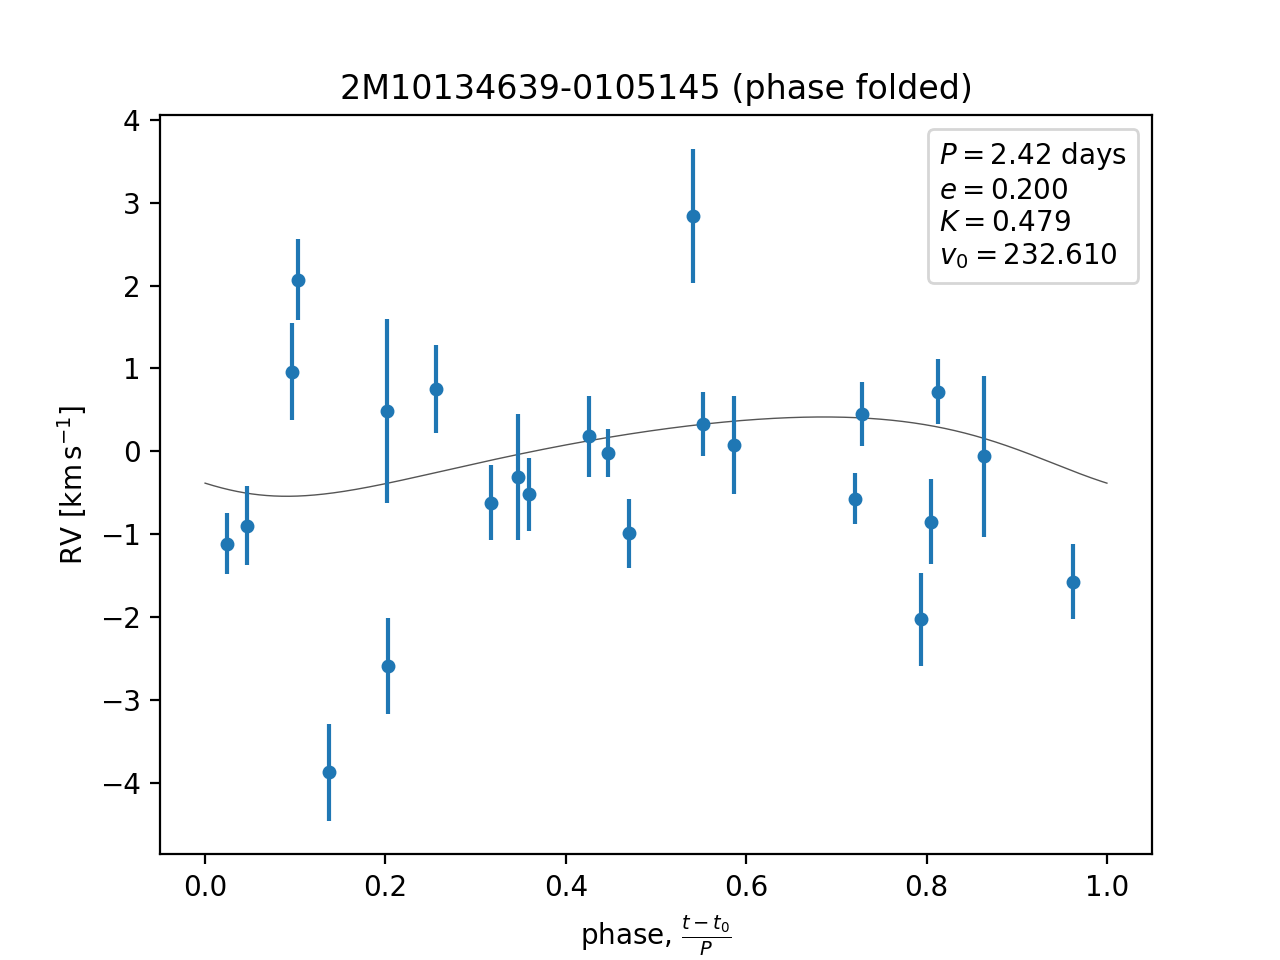 2M10134639-0105145 (phase folded)
P = 2.42 days
e = 0.200
K = 0.479
v₀ = 232.610
4
3
2
1
0
−1
−2
−3
−4
RV [km s⁻¹]
0.0 0.2 0.4 0.6 0.8 1.0
phase, (t − t₀)/P